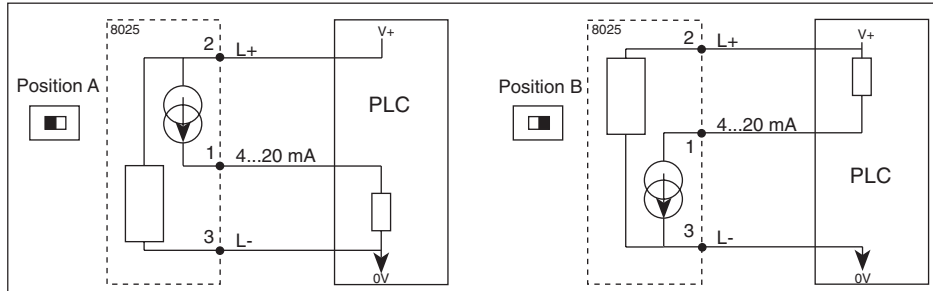 8025
2
L+
V+
Position A
PLC
1
4...20 mA
3
L-
0V
8025
2
L+
V+
Position B
4...20 mA
1
PLC
3
L-
0V